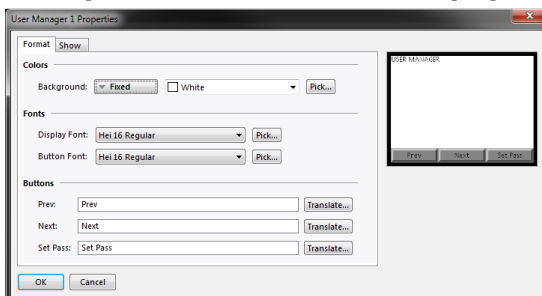 User Manager 1 Properties
Format Show
Colors
Background: Fixed White Pick...
Fonts
Display Font: Hei 16 Regular Pick...
Button Font: Hei 16 Regular Pick...
Buttons
Prev: Prev Translate...
Next: Next Translate...
Set Pass: Set Pass Translate...
OK Cancel
USER MANAGER
Prev Next Set Pass